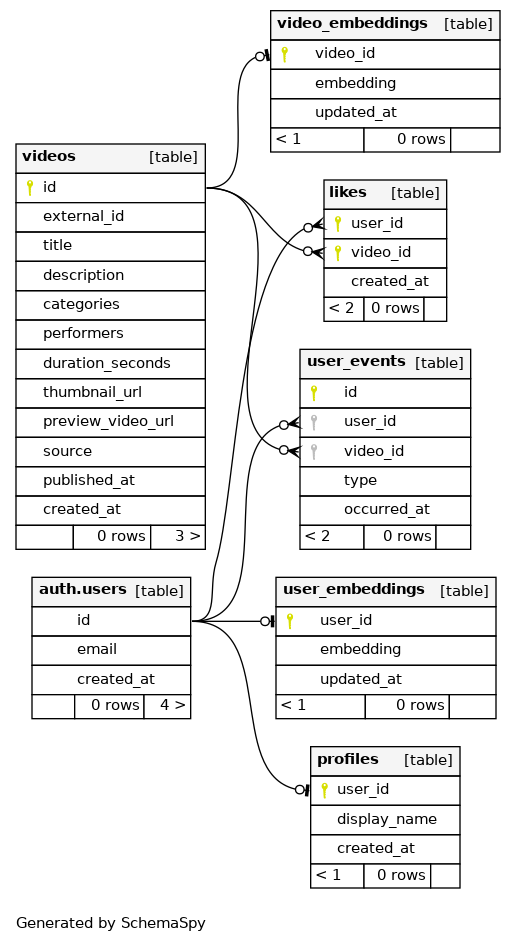 video_embeddings [table]
video_id
embedding
updated_at
< 1 0 rows
videos [table]
id
external_id
title
description
categories
performers
duration_seconds
thumbnail_url
preview_video_url
source
published_at
created_at
0 rows 3 >
likes [table]
user_id
video_id
created_at
< 2 0 rows
user_events [table]
id
user_id
video_id
type
occurred_at
< 2 0 rows
auth.users [table]
id
email
created_at
0 rows 4 >
user_embeddings [table]
user_id
embedding
updated_at
< 1 0 rows
profiles [table]
user_id
display_name
created_at
< 1 0 rows
Generated by SchemaSpy